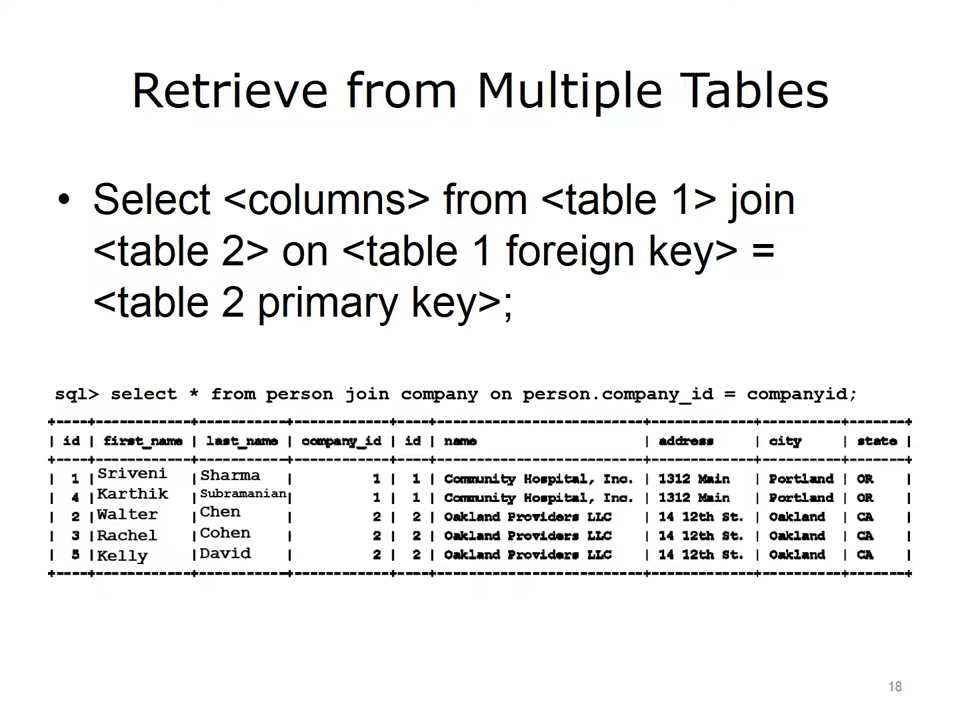 Retrieve from Multiple Tables
• Select <columns> from <table 1> join
<table 2> on <table 1 foreign key> =
<table 2 primary key>;
sql> select * from person join company on person.company_id = companyid;
| id | first_name | last_name | company_id | id | name | address | city | state |
| 1 | Sriveni | Sharma | 1 | 1 | Community Hospital, Inc. | 1312 Main | Portland | OR |
| 4 | Karthik | Subramanian | 1 | 1 | Community Hospital, Inc. | 1312 Main | Portland | OR |
| 2 | Walter | Chen | 2 | 2 | Oakland Providers LLC | 14 12th St. | Oakland | CA |
| 3 | Rachel | Cohen | 2 | 2 | Oakland Providers LLC | 14 12th St. | Oakland | CA |
| 5 | Kelly | David | 2 | 2 | Oakland Providers LLC | 14 12th St. | Oakland | CA |
18